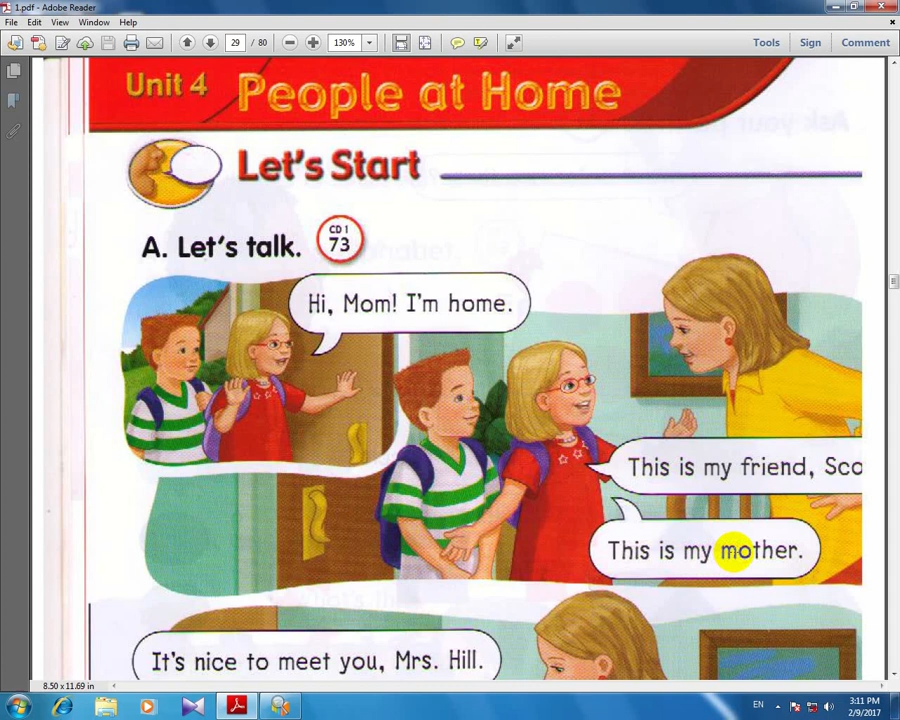 1.pdf - Adobe Reader
File Edit View Window Help
29 / 80 130% Tools Sign Comment
Unit 4 People at Home
Let's Start
A. Let's talk. CD 1 73
Hi, Mom! I'm home.
This is my friend, Sco
This is my mother.
It's nice to meet you, Mrs. Hill.
8.50 x 11.69 in
EN 3:11 PM
2/9/2017